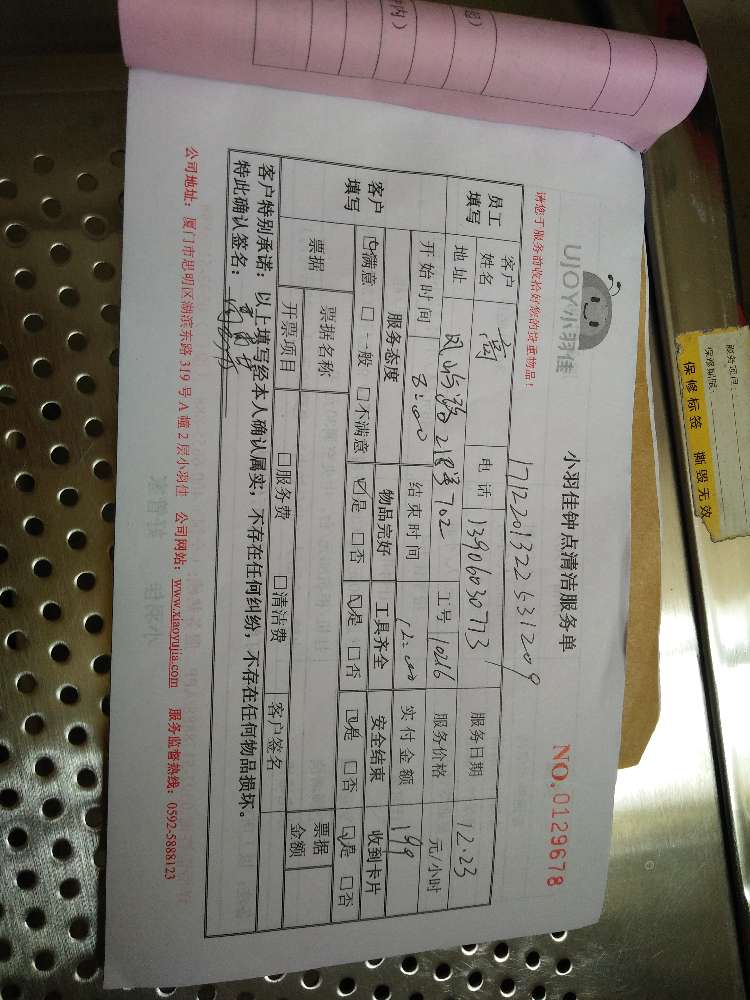 UJOY小羽佳
小羽佳钟点清洁服务单
NO.0129678
请您于服务前收拾好您的贵重物品!
1712201322631209
员工填写
客户姓名
高
电话
13906030713
服务日期
12.23
地址
凤屿路218 702
工号
10216
服务价格
元/小时
开始时间
8:00
结束时间
12:00
实付金额
199
客户填写
服务态度
物品完好
工具齐全
安全结束
收到卡片
☑满意 □一般 □不满意
☑是 □否
☑是 □否
☑是 □否
☑是 □否
票据
票据名称
票据金额
开票项目
□服务费 □清洁费
客户签名
客户特别承诺:以上填写经本人确认属实,不存在任何纠纷,不存在任何物品损坏。
特此确认签名:
公司地址:厦门市思明区湖滨东路319号A幢2层小羽佳 公司网站:www.xiaoyujia.com 服务监督热线:0592-5888123
保修标签 撕毁无效